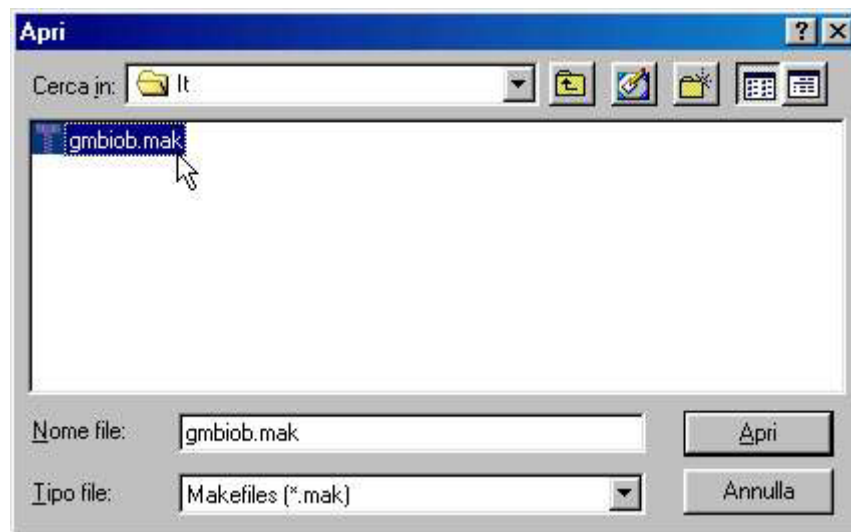 Apri
Cerca in: It
gmbiob.mak
Nome file: gmbiob.mak Apri
Tipo file: Makefiles (*.mak) Annulla